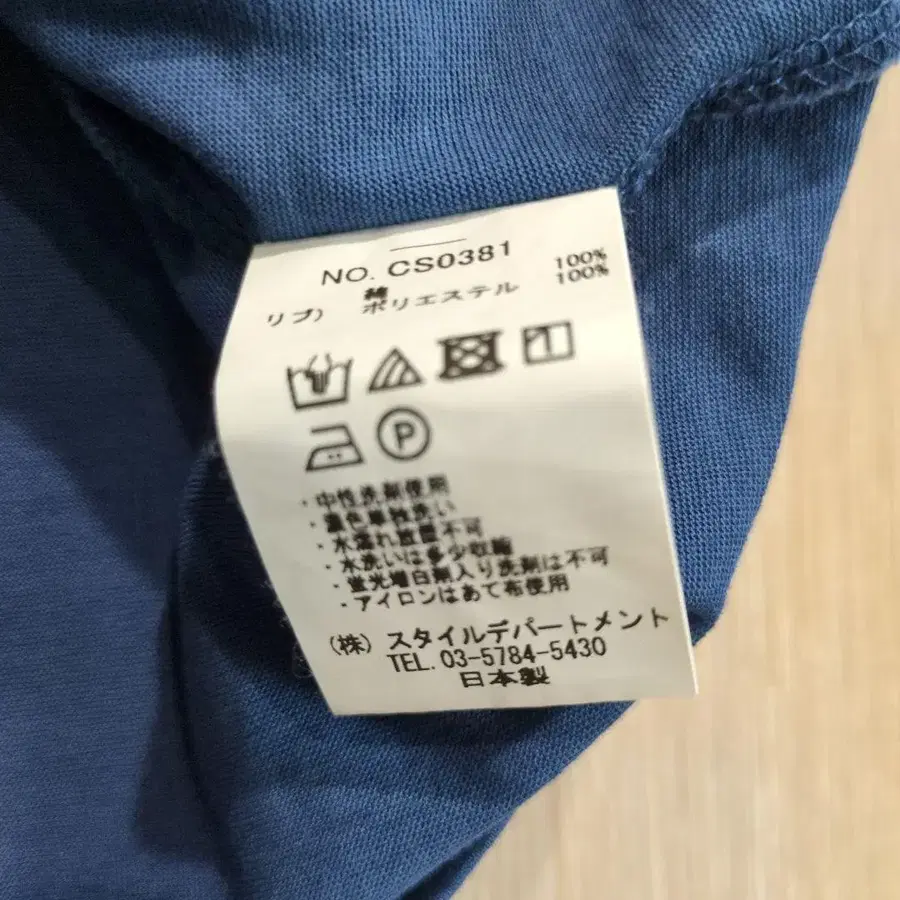 NO. CS0381
綿 100%
リブ) ポリエステル 100%
P
・中性洗剤使用
・濃色単独洗い
・水濡れ放置不可
・水洗いは多少収縮
・蛍光増白剤入り洗剤は不可
・アイロンはあて布使用
(株) スタイルデパートメント
TEL. 03-5784-5430
日本製